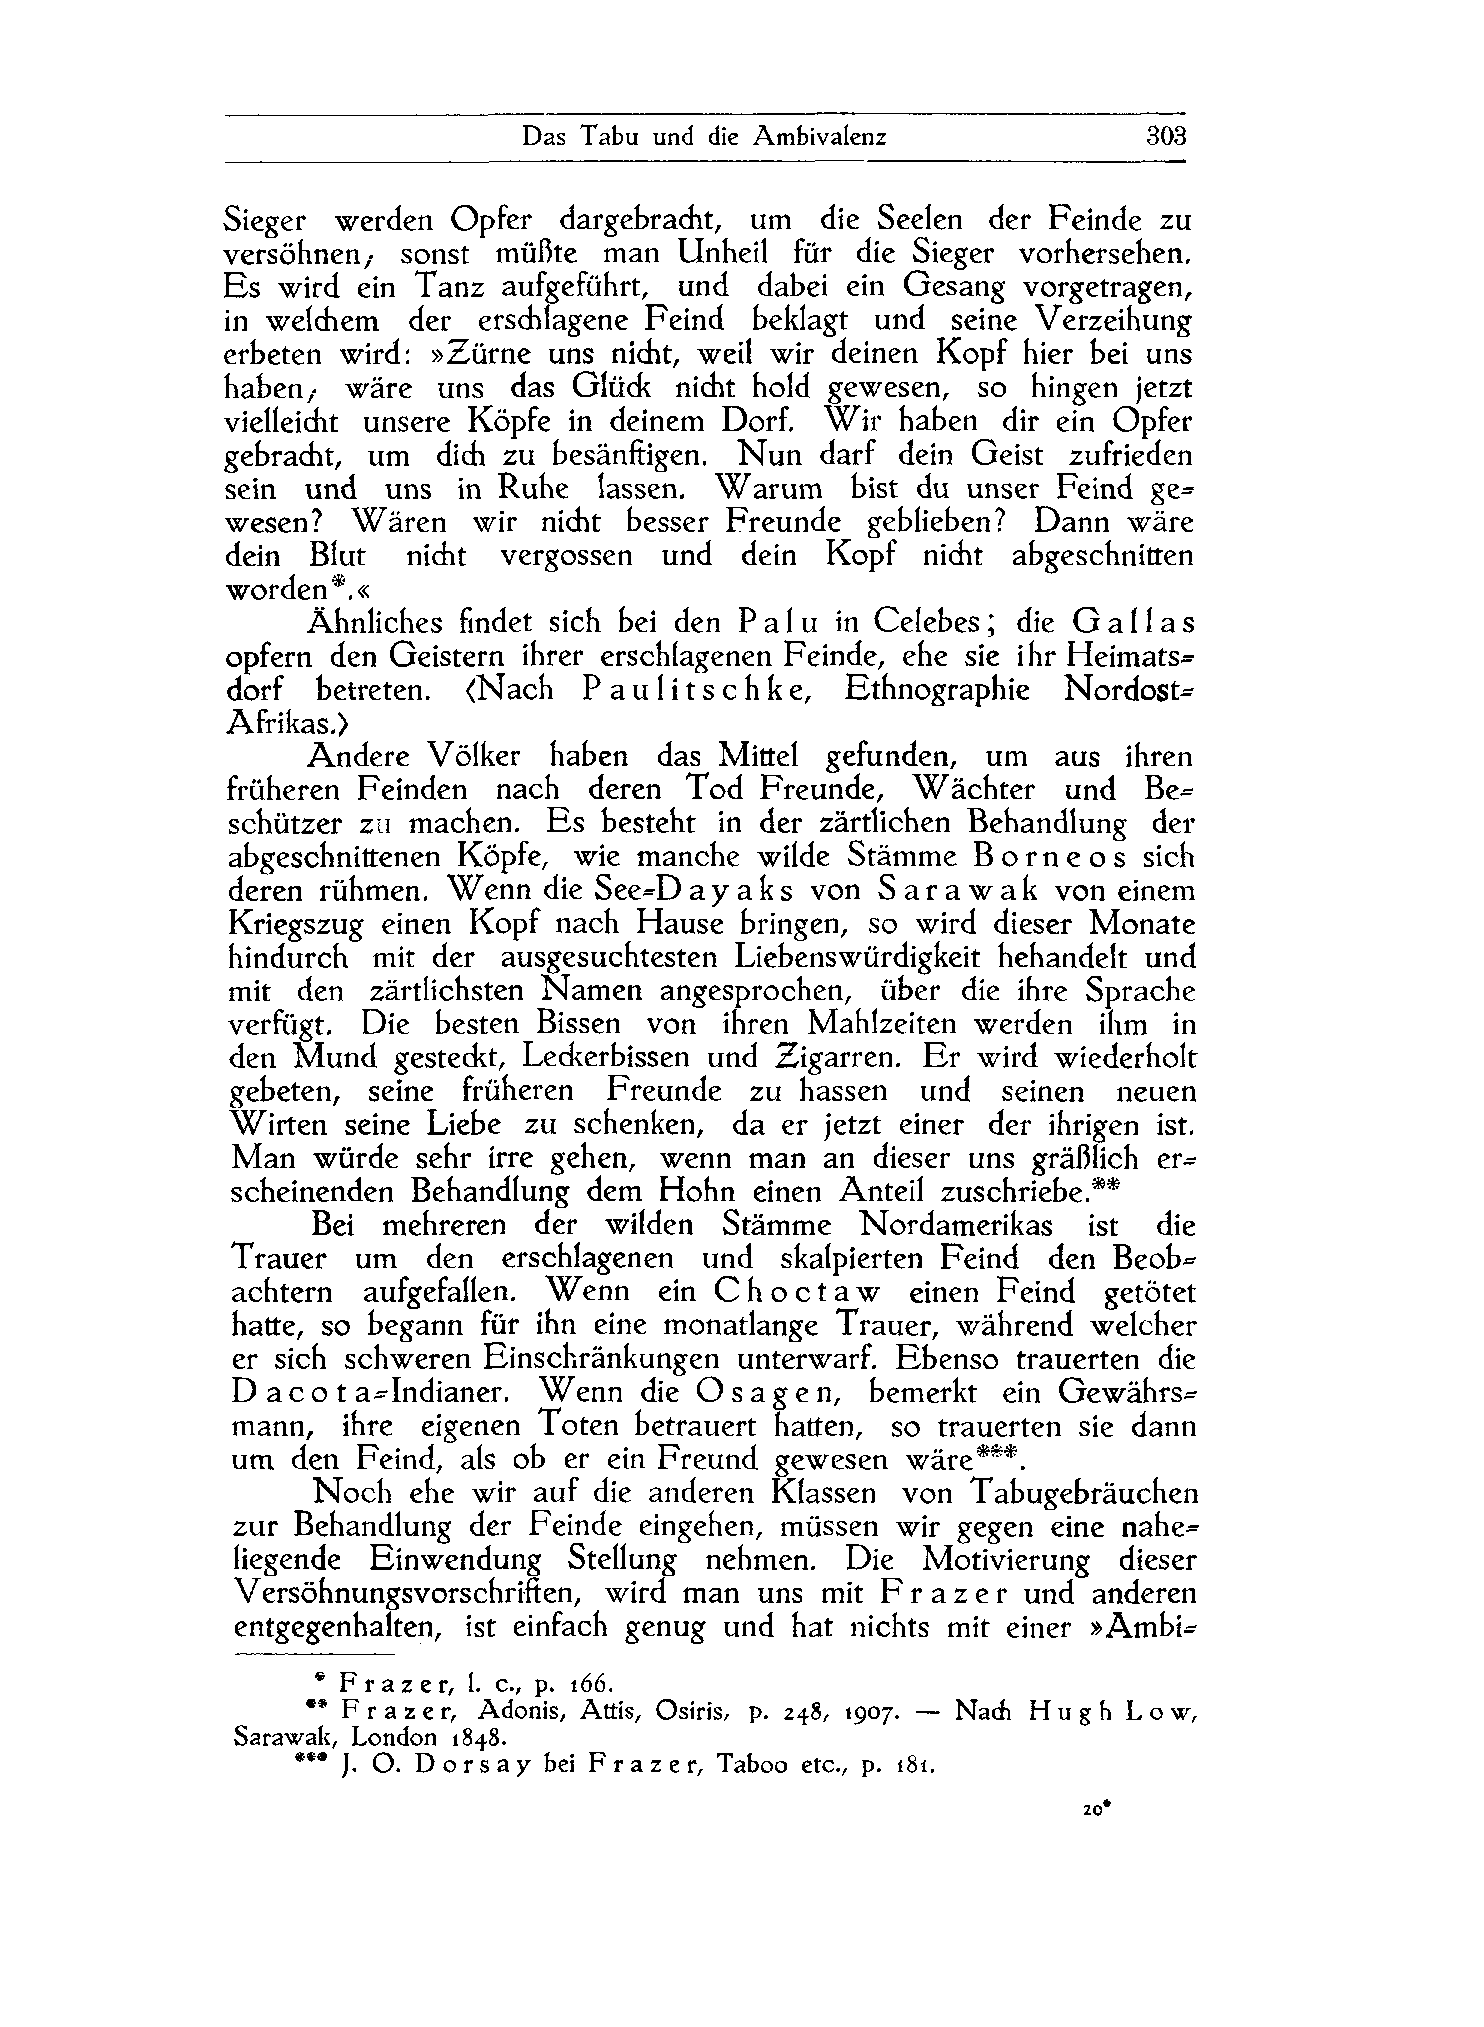 Das Tabu und die Ambivalenz 303
Sieger werden Opfer dargebracht, um die Seelen der Feinde zu
versöhnen; sonst müßte man Unheil für die Sieger vorhersehen.
Es wird ein Tanz aufgeführt, und dabei ein Gesang vorgetragen,
in welchem der erschlagene Feind beklagt und seine Verzeihung
erbeten wird: »Zürne uns nicht, weil wir deinen Kopf hier bei uns
haben; wäre uns das Glück nicht hold gewesen, so hingen jetzt
vielleicht unsere Köpfe in deinem Dorf. Wir haben dir ein Opfer
gebracht, um dich zu besänftigen. Nun darf dein Geist zufrieden
sein und uns in Ruhe lassen. Warum bist du unser Feind ge-
wesen? Wären wir nicht besser Freunde geblieben? Dann wäre
dein Blut nicht vergossen und dein Kopf nicht abgeschnitten
worden*.«
Ähnliches findet sich bei den Palu in Celebes; die Gallas
opfern den Geistern ihrer erschlagenen Feinde, ehe sie ihr Heimats-
dorf betreten. (Nach Paulitschke, Ethnographie Nordost-
Afrikas.)
Andere Völker haben das Mittel gefunden, um aus ihren
früheren Feinden nach deren Tod Freunde, Wächter und Be-
schützer zu machen. Es besteht in der zärtlichen Behandlung der
abgeschnittenen Köpfe, wie manche wilde Stämme Borneos sich
deren rühmen. Wenn die See-Dayaks von Sarawak von einem
Kriegszug einen Kopf nach Hause bringen, so wird dieser Monate
hindurch mit der ausgesuchtesten Liebenswürdigkeit hehandelt und
mit den zärtlichsten Namen angesprochen, über die ihre Sprache
verfügt. Die besten Bissen von ihren Mahlzeiten werden ihm in
den Mund gesteckt, Leckerbissen und Zigarren. Er wird wiederholt
gebeten, seine früheren Freunde zu hassen und seinen neuen
Wirten seine Liebe zu schenken, da er jetzt einer der ihrigen ist.
Man würde sehr irre gehen, wenn man an dieser uns gräßlich er-
scheinenden Behandlung dem Hohn einen Anteil zuschriebe.**
Bei mehreren der wilden Stämme Nordamerikas ist die
Trauer um den erschlagenen und skalpierten Feind den Beob-
achtern aufgefallen. Wenn ein Choctaw einen Feind getötet
hatte, so begann für ihn eine monatlange Trauer, während welcher
er sich schweren Einschränkungen unterwarf. Ebenso trauerten die
Dacota-Indianer. Wenn die Osagen, bemerkt ein Gewährs-
mann, ihre eigenen Toten betrauert hatten, so trauerten sie dann
um den Feind, als ob er ein Freund gewesen wäre***.
Noch ehe wir auf die anderen Klassen von Tabugebräuchen
zur Behandlung der Feinde eingehen, müssen wir gegen eine nahe-
liegende Einwendung Stellung nehmen. Die Motivierung dieser
Versöhnungsvorschriften, wird man uns mit Frazer und anderen
entgegenhalten, ist einfach genug und hat nichts mit einer »Ambi-
* Frazer, l. c., p. 166.
** Frazer, Adonis, Attis, Osiris, p. 248, 1907. — Nach Hugh Low,
Sarawak, London 1848.
*** J. O. Dorsay bei Frazer, Taboo etc., p. 181.
20*